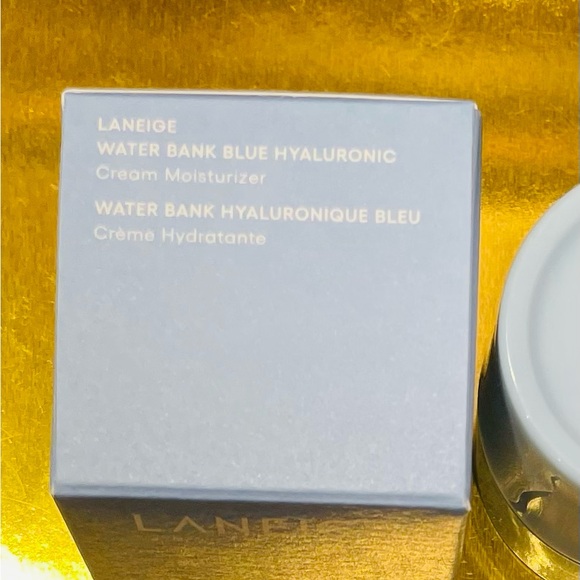 LANEIGE
WATER BANK BLUE HYALURONIC
Cream Moisturizer
WATER BANK HYALURONIQUE BLEU
Crème Hydratante